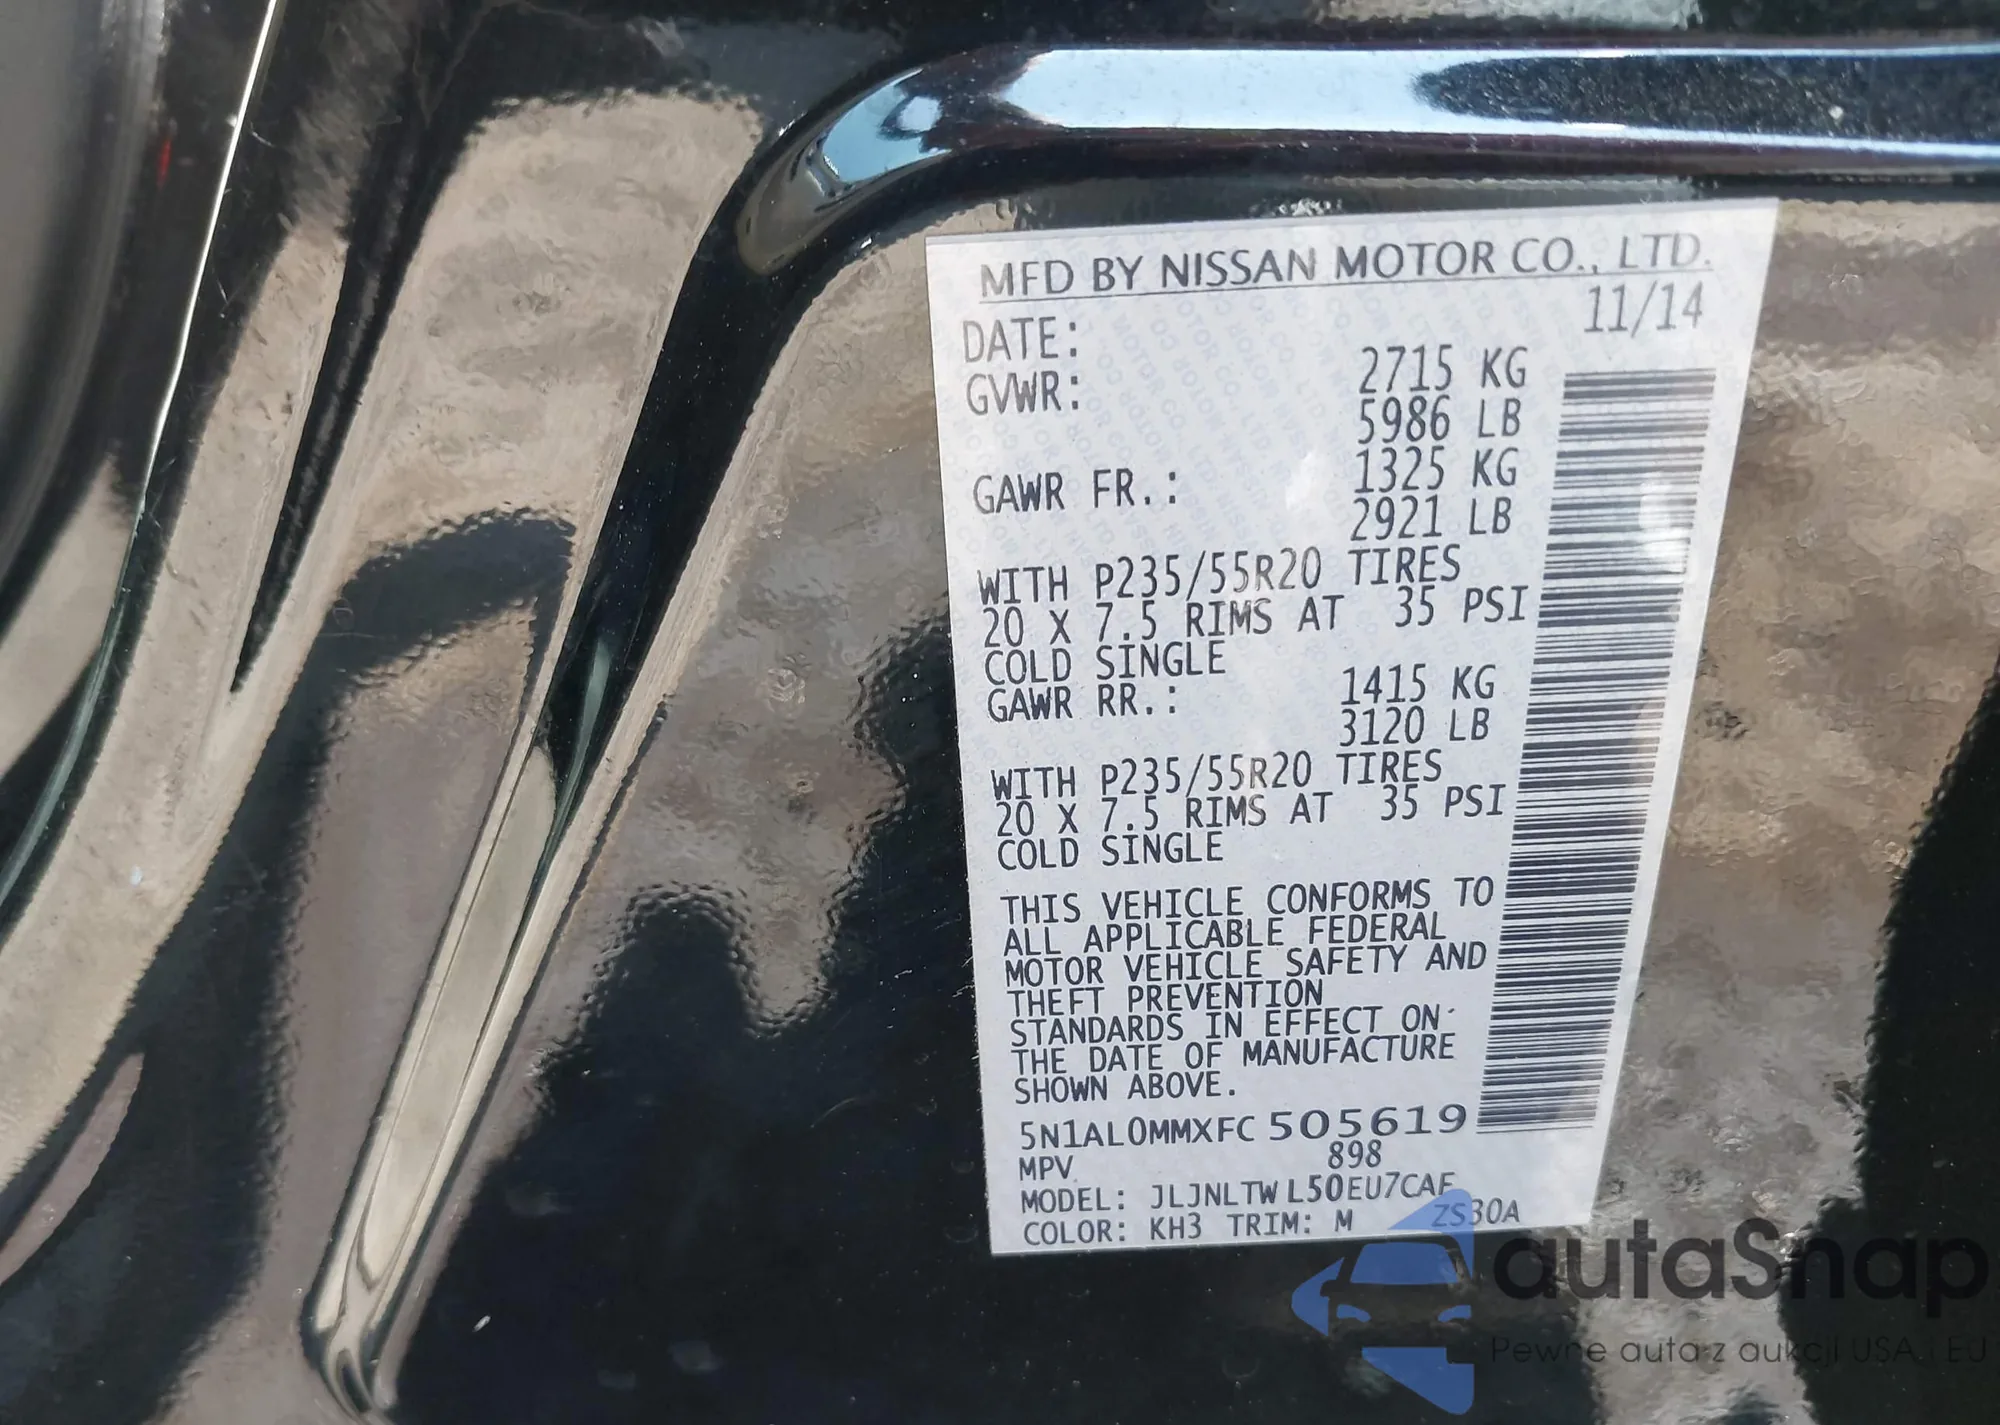 MFD BY NISSAN MOTOR CO., LTD.
DATE: 11/14
GVWR: 2715 KG
5986 LB
GAWR FR.: 1325 KG
2921 LB
WITH P235/55R20 TIRES
20 X 7.5 RIMS AT 35 PSI
COLD SINGLE
GAWR RR.: 1415 KG
3120 LB
WITH P235/55R20 TIRES
20 X 7.5 RIMS AT 35 PSI
COLD SINGLE
THIS VEHICLE CONFORMS TO
ALL APPLICABLE FEDERAL
MOTOR VEHICLE SAFETY AND
THEFT PREVENTION
STANDARDS IN EFFECT ON
THE DATE OF MANUFACTURE
SHOWN ABOVE.
5N1AL0MMXFC505619
MPV 898
MODEL: JLJNLTW L50EU7CAF
COLOR: KH3 TRIM: M ZS30A
autaSnap
Pewne auta z aukcji USA i EU